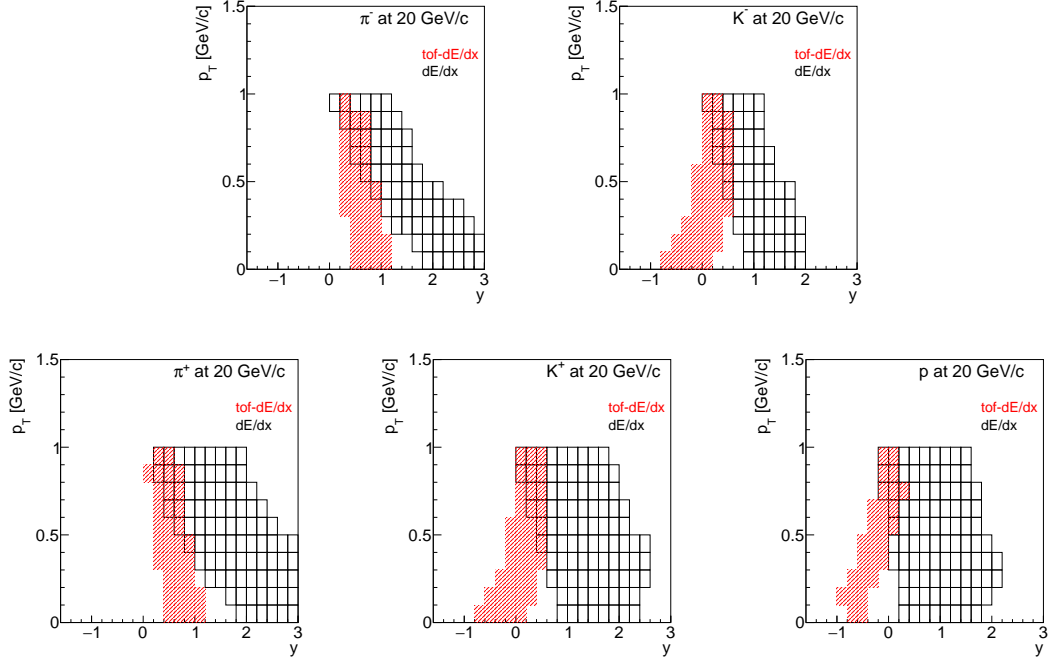 π⁻ at 20 GeV/c
p_T [GeV/c]
tof-dE/dx
dE/dx
1.5
1
0.5
0
−1 0 1 2 3
y
K⁻ at 20 GeV/c
p_T [GeV/c]
tof-dE/dx
dE/dx
1.5
1
0.5
0
−1 0 1 2 3
y
π⁺ at 20 GeV/c
p_T [GeV/c]
tof-dE/dx
dE/dx
1.5
1
0.5
0
−1 0 1 2 3
y
K⁺ at 20 GeV/c
p_T [GeV/c]
tof-dE/dx
dE/dx
1.5
1
0.5
0
−1 0 1 2 3
y
p at 20 GeV/c
p_T [GeV/c]
tof-dE/dx
dE/dx
1.5
1
0.5
0
−1 0 1 2 3
y